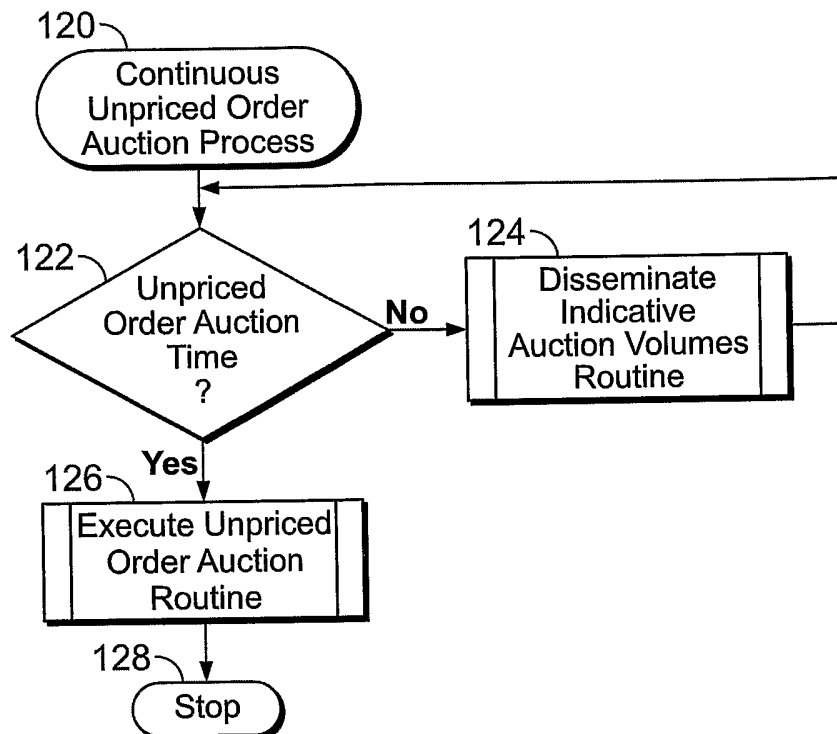 120
Continuous
Unpriced Order
Auction Process
122
Unpriced
Order Auction
Time
?
No
124
Disseminate
Indicative
Auction Volumes
Routine
Yes
126
Execute Unpriced
Order Auction
Routine
128
Stop